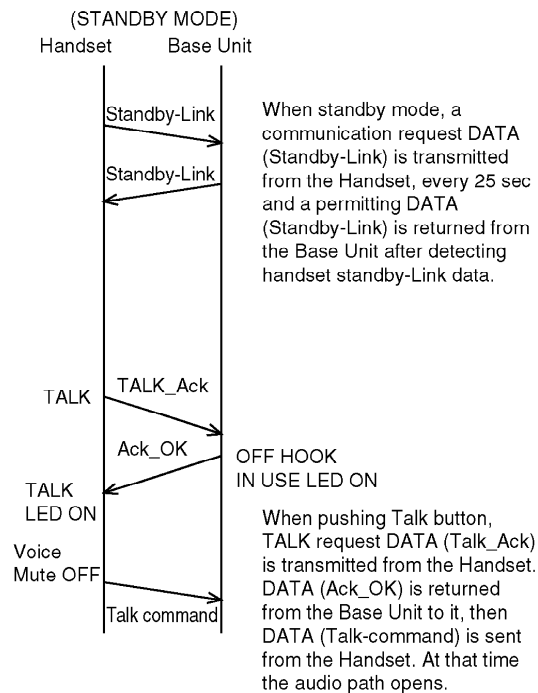 (STANDBY MODE)
Handset Base Unit
Standby-Link
Standby-Link
When standby mode, a
communication request DATA
(Standby-Link) is transmitted
from the Handset, every 25 sec
and a permitting DATA
(Standby-Link) is returned from
the Base Unit after detecting
handset standby-Link data.
TALK
TALK_Ack
Ack_OK
OFF HOOK
IN USE LED ON
TALK
LED ON
Voice
Mute OFF
Talk command
When pushing Talk button,
TALK request DATA (Talk_Ack)
is transmitted from the Handset.
DATA (Ack_OK) is returned
from the Base Unit to it, then
DATA (Talk-command) is sent
from the Handset. At that time
the audio path opens.